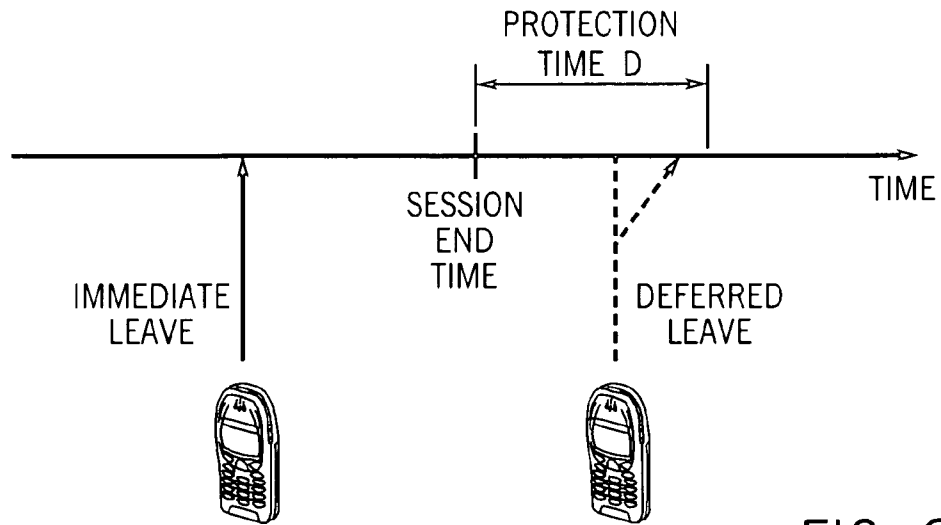 PROTECTION
TIME D
TIME
SESSION
END
TIME
IMMEDIATE
LEAVE
DEFERRED
LEAVE